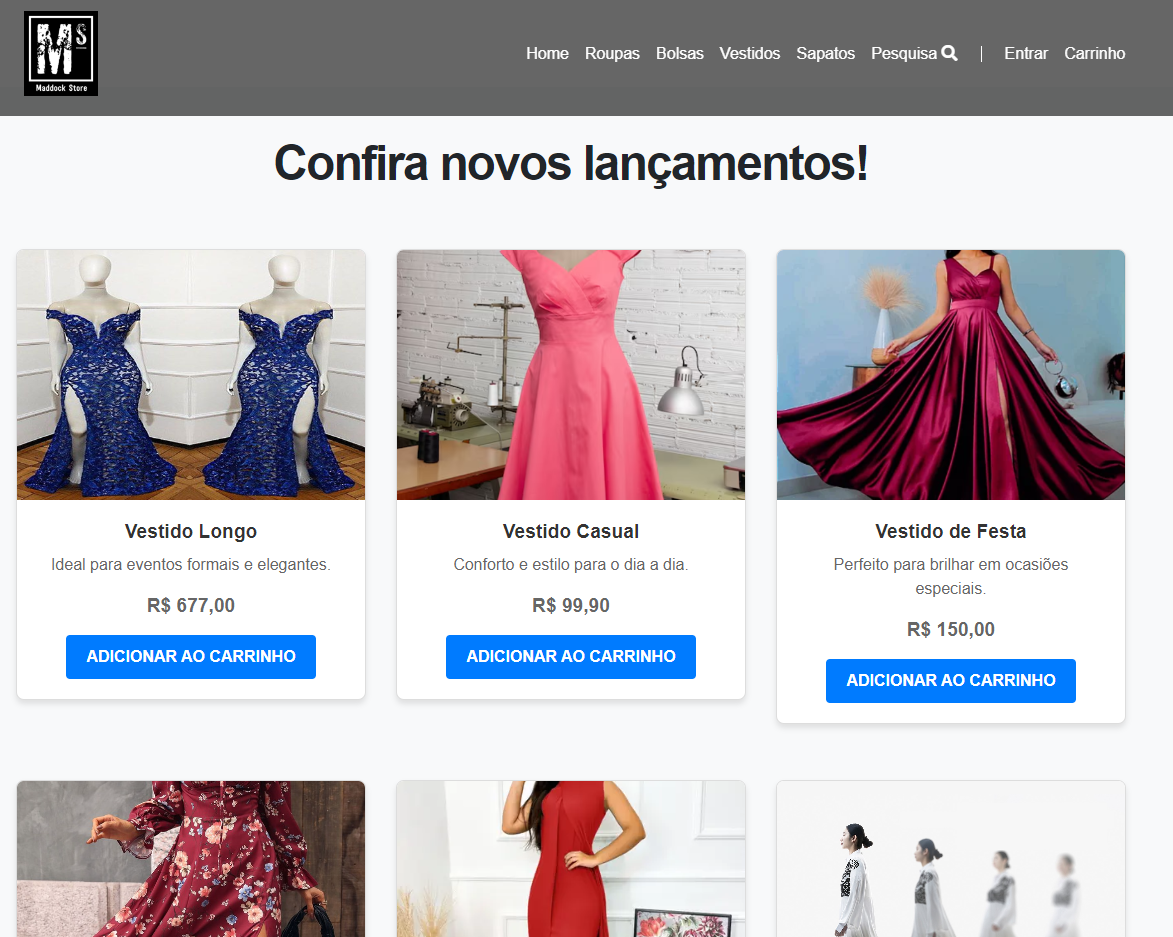 MS
Maddock Store
Home Roupas Bolsas Vestidos Sapatos Pesquisa | Entrar Carrinho
Confira novos lançamentos!
Vestido Longo
Ideal para eventos formais e elegantes.
R$ 677,00
ADICIONAR AO CARRINHO
Vestido Casual
Conforto e estilo para o dia a dia.
R$ 99,90
ADICIONAR AO CARRINHO
Vestido de Festa
Perfeito para brilhar em ocasiões
especiais.
R$ 150,00
ADICIONAR AO CARRINHO